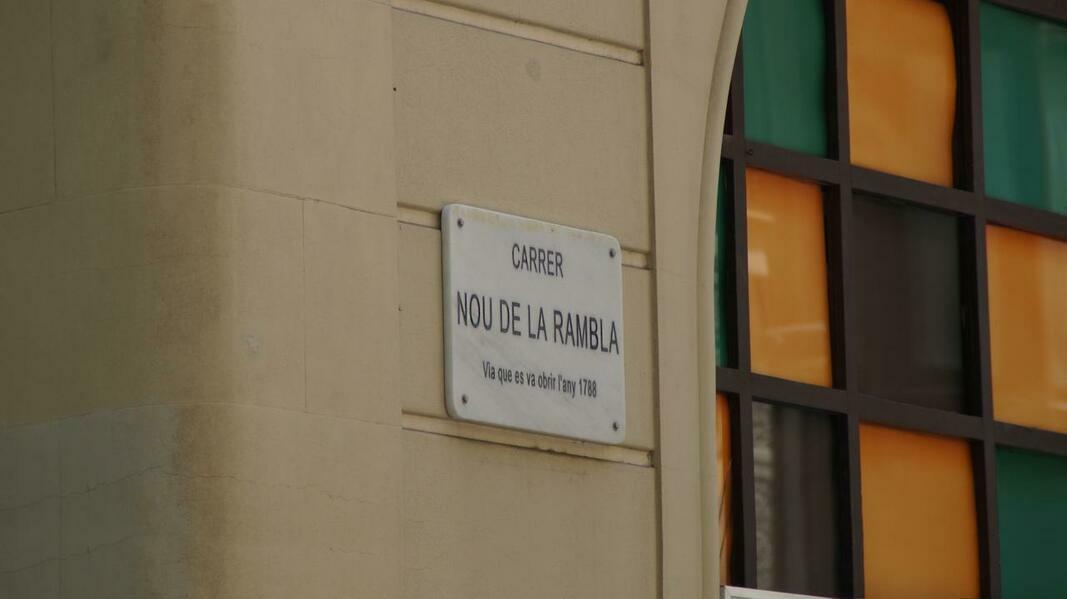 CARRER
NOU DE LA RAMBLA
Via que es va obrir l'any 1788